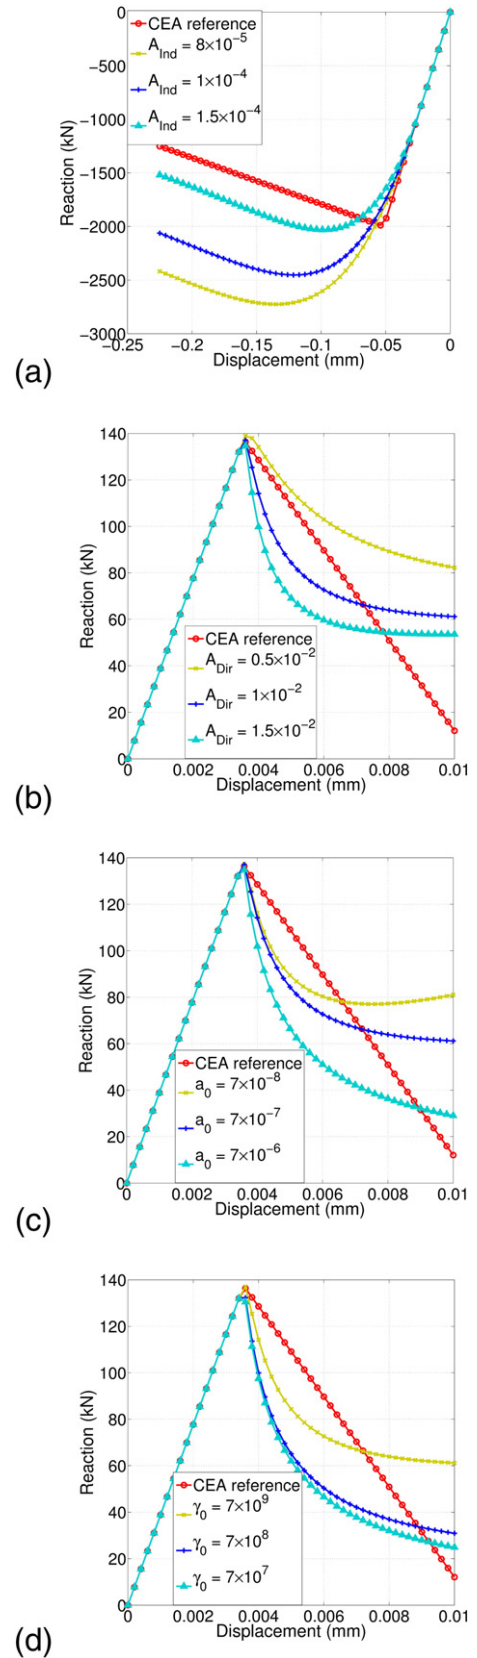 0
−500
−1000
−1500
−2000
−2500
−3000
Reaction (kN)
CEA reference
A_Ind = 8×10^−5
A_Ind = 1×10^−4
A_Ind = 1.5×10^−4
−0.25 −0.2 −0.15 −0.1 −0.05 0
Displacement (mm)
(a)
140
120
100
80
60
40
20
0
Reaction (kN)
CEA reference
A_Dir = 0.5×10^−2
A_Dir = 1×10^−2
A_Dir = 1.5×10^−2
0 0.002 0.004 0.006 0.008 0.01
Displacement (mm)
(b)
140
120
100
80
60
40
20
0
Reaction (kN)
CEA reference
a_0 = 7×10^−8
a_0 = 7×10^−7
a_0 = 7×10^−6
0 0.002 0.004 0.006 0.008 0.01
Displacement (mm)
(c)
140
120
100
80
60
40
20
0
Reaction (kN)
CEA reference
γ_0 = 7×10^9
γ_0 = 7×10^8
γ_0 = 7×10^7
0 0.002 0.004 0.006 0.008 0.01
Displacement (mm)
(d)